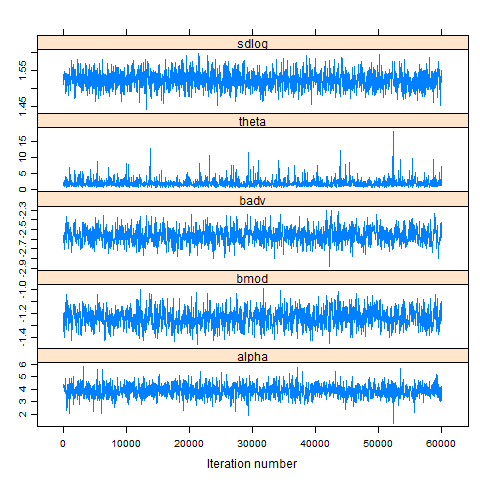 sdlog
1.45 1.55
theta
0 5 10 15
badv
-2.9 -2.7 -2.5 -2.3
bmod
-1.4 -1.2 -1.0
alpha
2 3 4 5 6
0 10000 20000 30000 40000 50000 60000
Iteration number